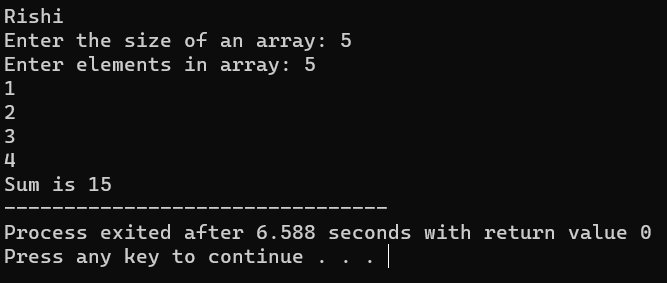 Rishi
Enter the size of an array: 5
Enter elements in array: 5
1
2
3
4
Sum is 15
--------------------------------
Process exited after 6.588 seconds with return value 0
Press any key to continue . . .